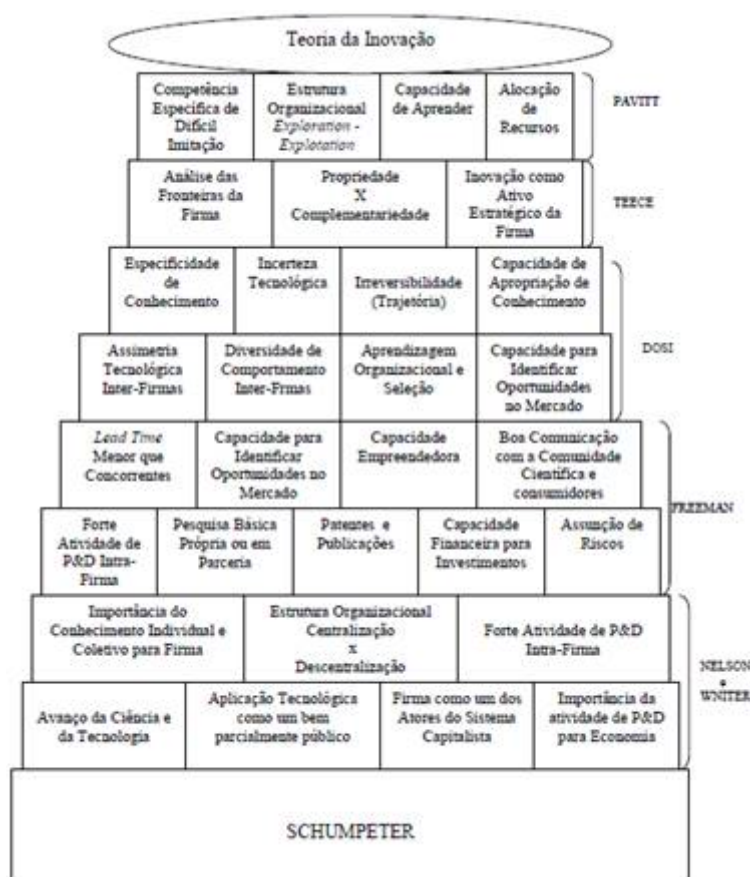 Teoria da Inovação
Competência
Especifica de
Dificil
Imitação
Estrutura
Organizacional
Exploration -
Explotation
Capacidade
de Aprender
Alocação
de
Recursos
PAVITT
Análise das
Fronteiras da
Firma
Propriedade
X
Complementariedade
Inovação como
Ativo
Estratégico da
Firma
TEECE
Especificidade
de
Conhecimento
Incerteza
Tecnológica
Irreversibilidade
(Trajetória)
Capacidade de
Apropriação de
Conhecimento
Assimetria
Tecnológica
Inter-Firmas
Diversidade de
Comportamento
Inter-Frmas
Aprendizagem
Organizacional e
Seleção
Capacidade para
Identificar
Oportunidades
no Mercado
DOSI
Lead Time
Menor que
Concorrentes
Capacidade para
Identificar
Oportunidades no
Mercado
Capacidade
Empreendedora
Boa Comunicação
com a Comunidade
Científica e
consumidores
Forte
Atividade de
P&D Intra-
Firma
Pesquisa Básica
Própria ou em
Parceria
Patentes e
Publicações
Capacidade
Financeira para
Investimentos
Assunção de
Riscos
FREEMAN
Importância do
Conhecimento Individual e
Coletivo para Firma
Estrutura Organizacional
Centralização
x
Descentralização
Forte Atividade de P&D
Intra-Firma
Avanço da Ciência e
da Tecnologia
Aplicação Tecnológica
como um bem
parcialmente público
Firma como um dos
Atores do Sistema
Capitalista
Importância da
atividade de P&D
para Economia
NELSON
e
WNITER
SCHUMPETER